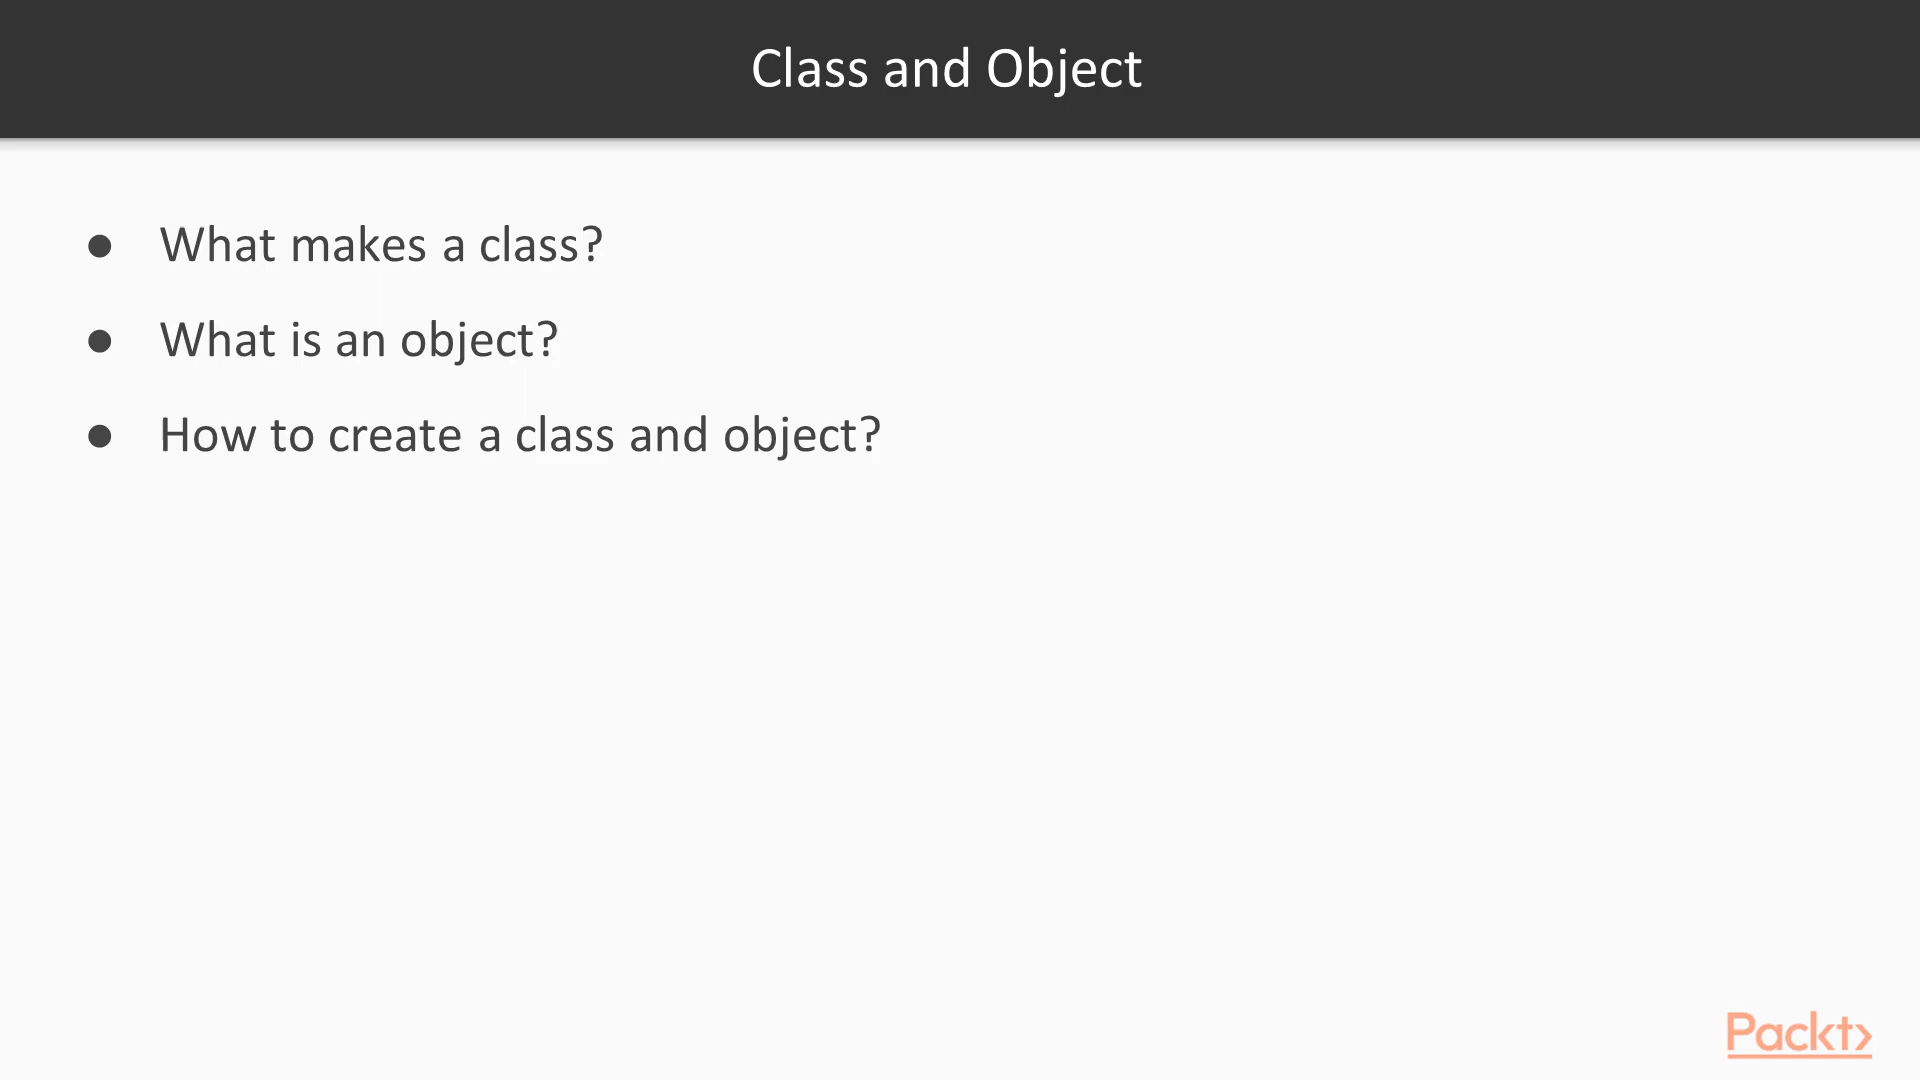 Class and Object
● What makes a class?
● What is an object?
● How to create a class and object?
Packt>